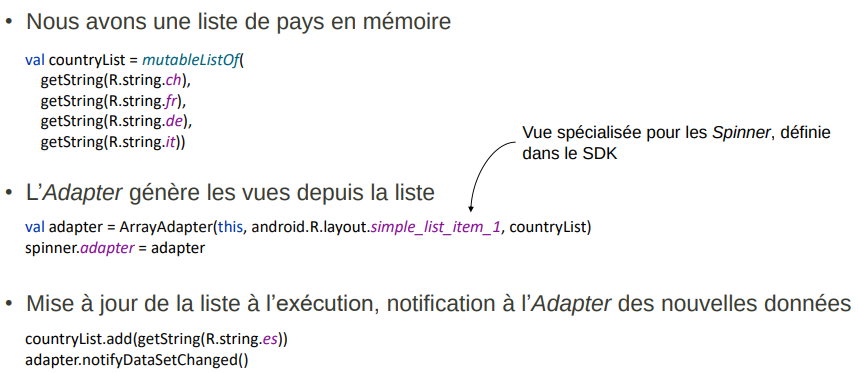 • Nous avons une liste de pays en mémoire
val countryList = mutableListOf(
getString(R.string.ch),
getString(R.string.fr),
getString(R.string.de),
getString(R.string.it))
Vue spécialisée pour les Spinner, définie
dans le SDK
• L’Adapter génère les vues depuis la liste
val adapter = ArrayAdapter(this, android.R.layout.simple_list_item_1, countryList)
spinner.adapter = adapter
• Mise à jour de la liste à l’exécution, notification à l’Adapter des nouvelles données
countryList.add(getString(R.string.es))
adapter.notifyDataSetChanged()